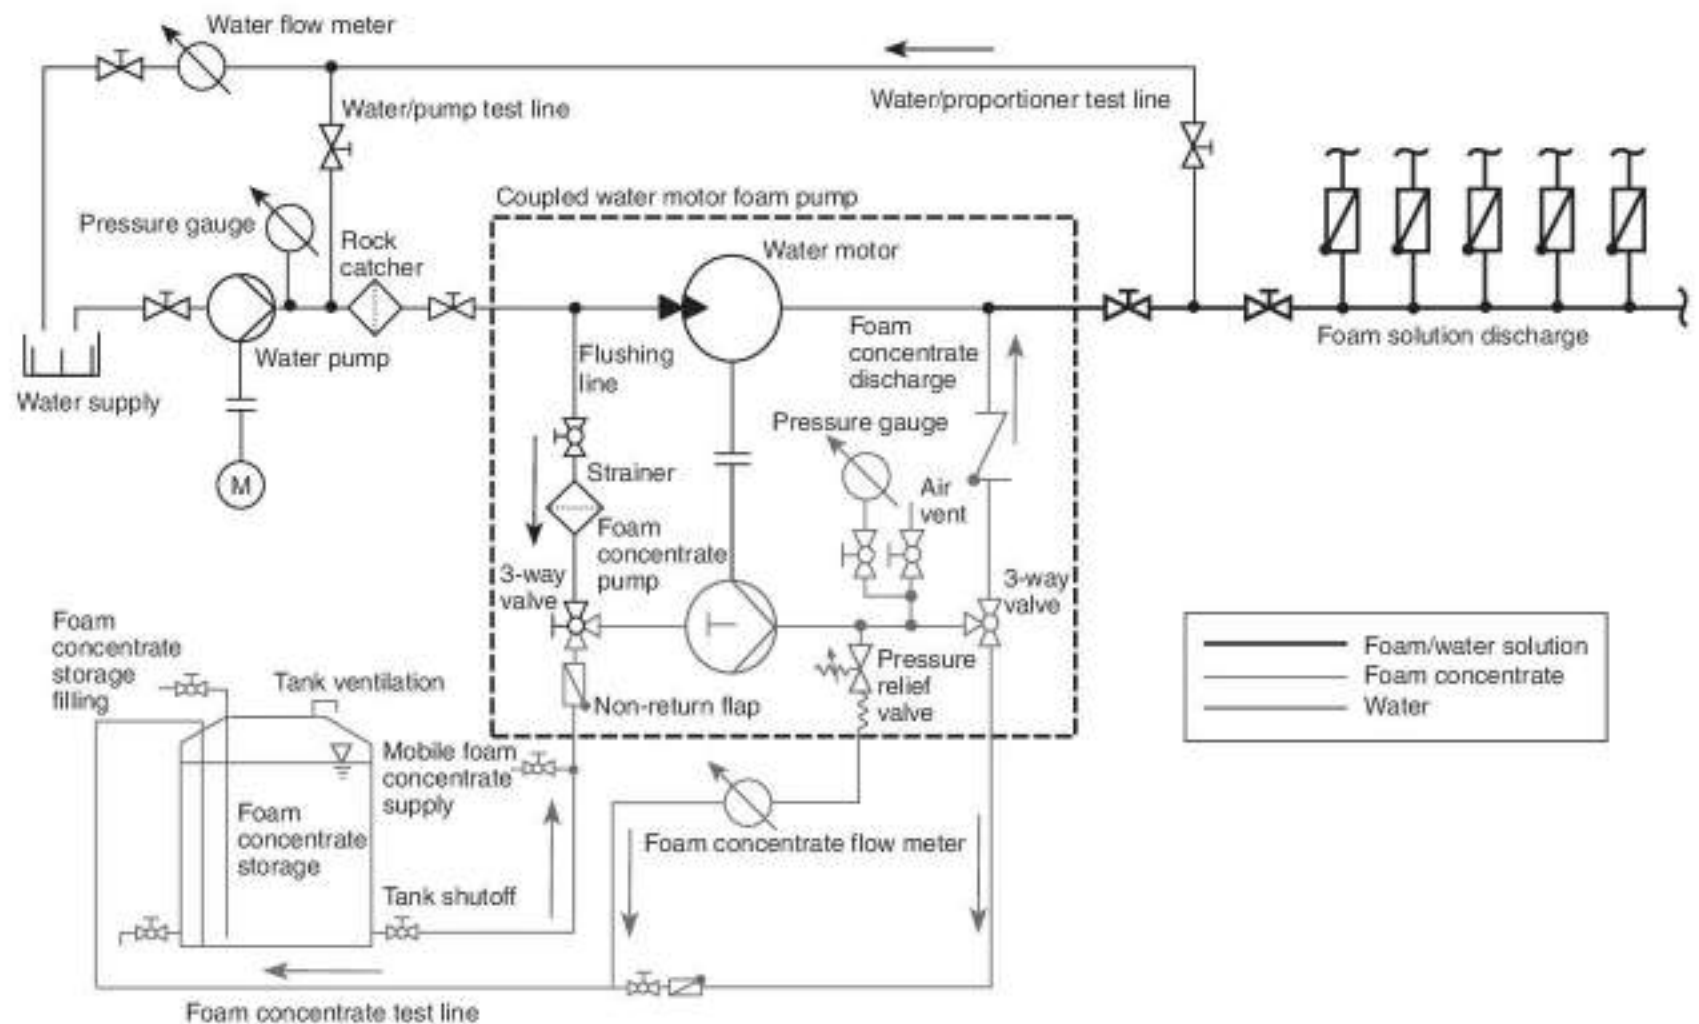 Water flow meter
Water/pump test line
Water/proportioner test line
Coupled water motor foam pump
Pressure gauge
Rock
catcher
Water motor
Water pump
Water supply
M
Flushing
line
Foam
concentrate
discharge
Foam solution discharge
Pressure gauge
Strainer
Air
vent
Foam
concentrate
pump
3-way
valve
3-way
valve
Foam
concentrate
storage
filling
Tank ventilation
Non-return flap
Pressure
relief
valve
Foam/water solution
Foam concentrate
Water
Mobile foam
concentrate
supply
Foam
concentrate
storage
Foam concentrate flow meter
Tank shutoff
Foam concentrate test line